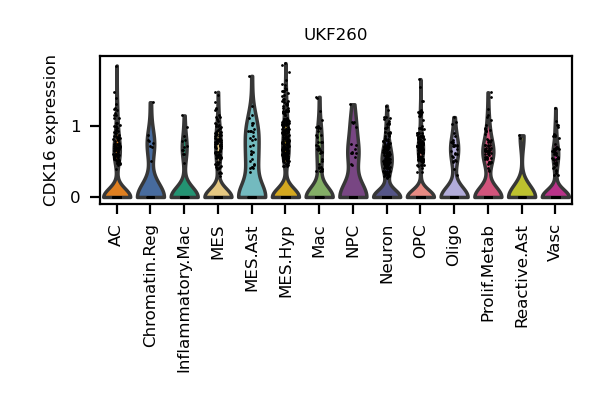 UKF260
CDK16 expression
1
0
AC
Chromatin.Reg
Inflammatory.Mac
MES
MES.Ast
MES.Hyp
Mac
NPC
Neuron
OPC
Oligo
Prolif.Metab
Reactive.Ast
Vasc